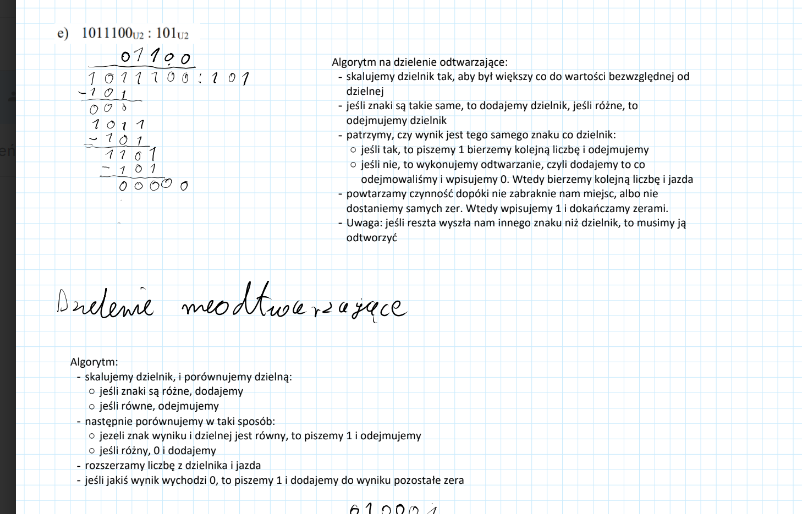 e) 1011100U2 : 101U2
01100
1011100:101
-101
000
1011
-101
1101
-101
00000
Algorytm na dzielenie odtwarzające:
- skalujemy dzielnik tak, aby był większy co do wartości bezwzględnej od
dzielnej
- jeśli znaki są takie same, to dodajemy dzielnik, jeśli różne, to
odejmujemy dzielnik
- patrzymy, czy wynik jest tego samego znaku co dzielnik:
○ jeśli tak, to piszemy 1 bierzemy kolejną liczbę i odejmujemy
○ jeśli nie, to wykonujemy odtwarzanie, czyli dodajemy to co
odejmowaliśmy i wpisujemy 0. Wtedy bierzemy kolejną liczbę i jazda
- powtarzamy czynność dopóki nie zabraknie nam miejsc, albo nie
dostaniemy samych zer. Wtedy wpisujemy 1 i dokańczamy zerami.
- Uwaga: jeśli reszta wyszła nam innego znaku niż dzielnik, to musimy ją
odtworzyć
Dzielenie nieodtwarzające
Algorytm:
- skalujemy dzielnik, i porównujemy dzielną:
○ jeśli znaki są różne, dodajemy
○ jeśli równe, odejmujemy
- następnie porównujemy w taki sposób:
○ jezeli znak wyniku i dzielnej jest równy, to piszemy 1 i odejmujemy
○ jeśli różny, 0 i dodajemy
- rozszerzamy liczbę z dzielnika i jazda
- jeśli jakiś wynik wychodzi 0, to piszemy 1 i dodajemy do wyniku pozostałe zera